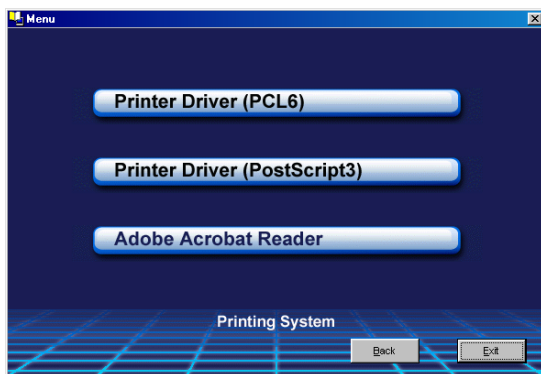 Menu
Printer Driver (PCL6)
Printer Driver (PostScript3)
Adobe Acrobat Reader
Printing System
Back
Exit